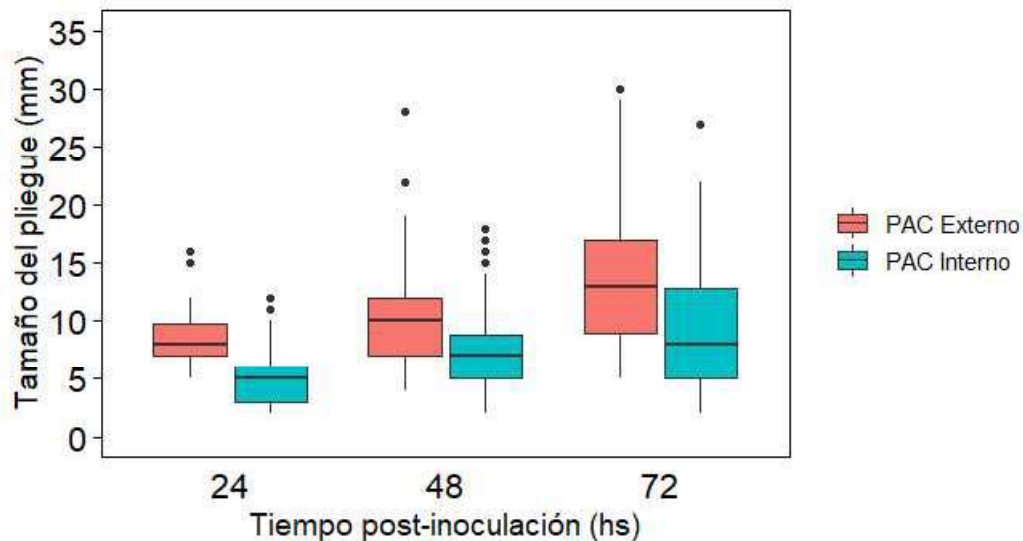 Tamaño del pliegue (mm)
35
30
25
20
15
10
5
0
24 48 72
Tiempo post-inoculación (hs)
PAC Externo
PAC Interno